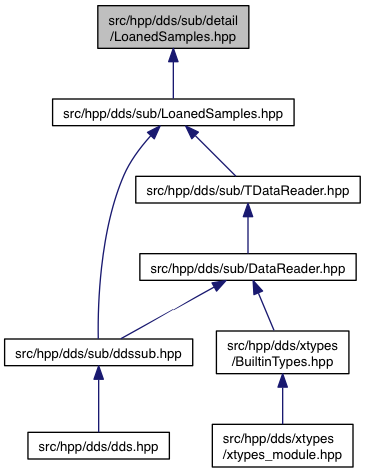 src/hpp/dds/sub/detail
/LoanedSamples.hpp
src/hpp/dds/sub/LoanedSamples.hpp
src/hpp/dds/sub/TDataReader.hpp
src/hpp/dds/sub/DataReader.hpp
src/hpp/dds/sub/ddssub.hpp
src/hpp/dds/xtypes
/BuiltinTypes.hpp
src/hpp/dds/dds.hpp
src/hpp/dds/xtypes
/xtypes_module.hpp